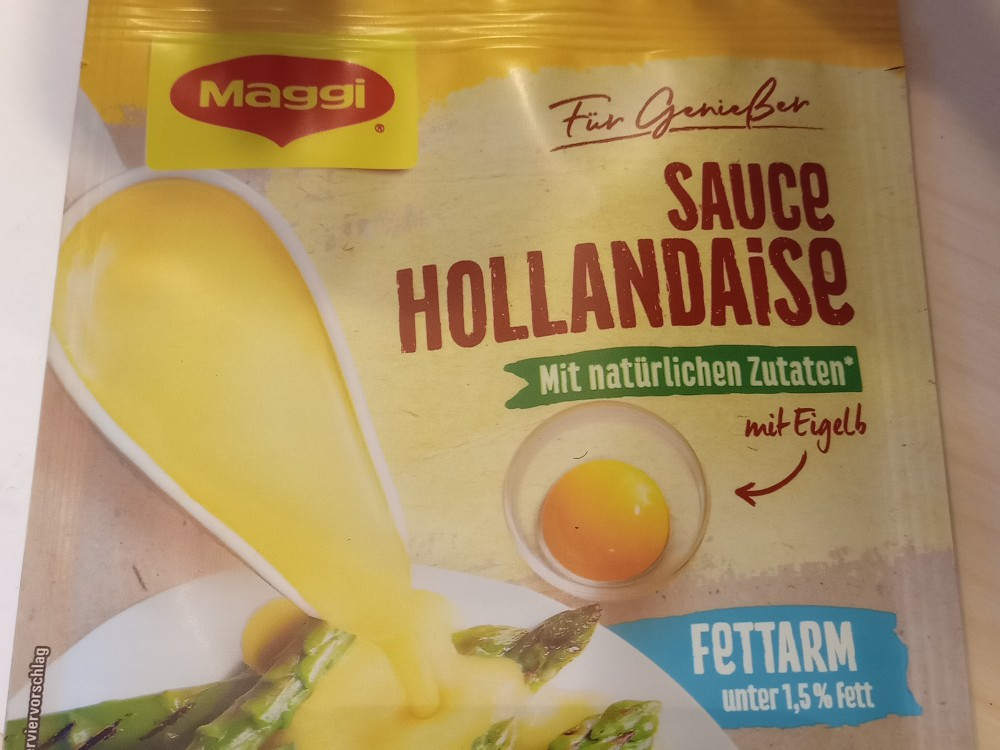 Maggi
®
Für Genießer
SAUCE
HOLLANDAISE
Mit natürlichen Zutaten*
mit Eigelb
FETTARM
unter 1,5% Fett